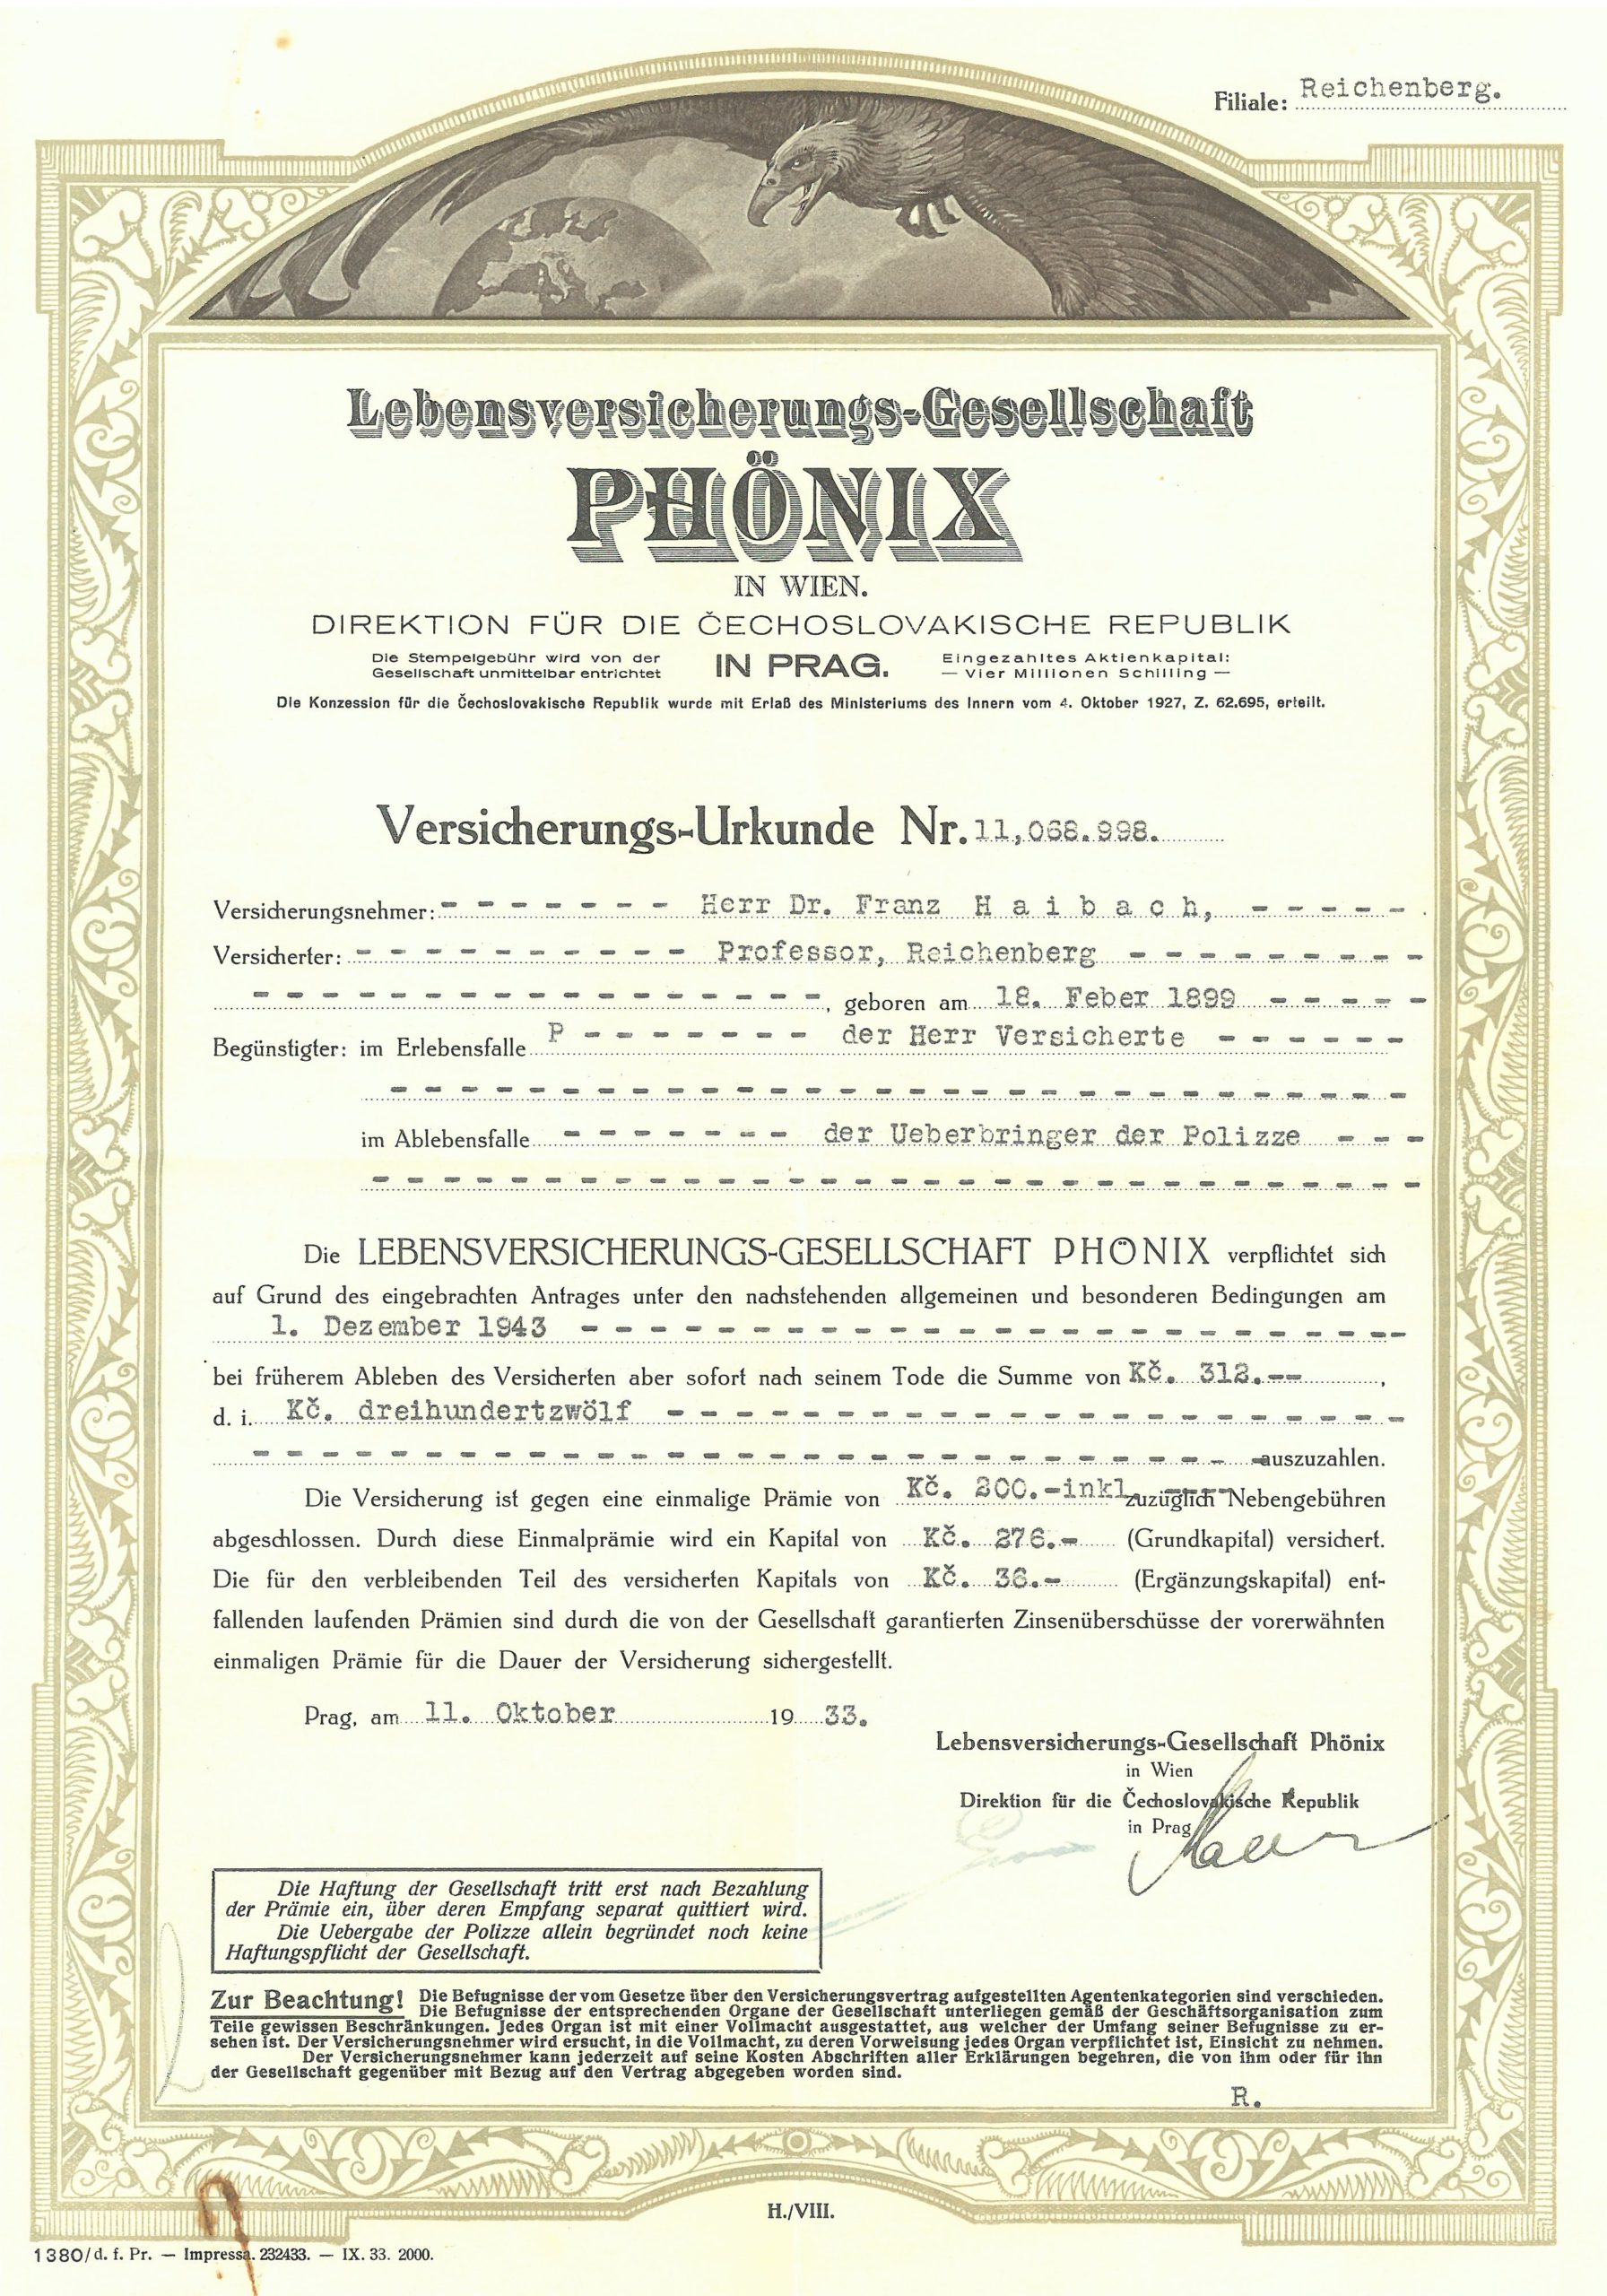 Filiale: Reichenberg.
Lebensversicherungs-Gesellschaft
PHÖNIX
IN WIEN.
DIREKTION FÜR DIE ČECHOSLOVAKISCHE REPUBLIK
Die Stempelgebühr wird von der
Gesellschaft unmittelbar entrichtet
IN PRAG.
Eingezahltes Aktienkapital:
— Vier Millionen Schilling —
Die Konzession für die Čechoslovakische Republik wurde mit Erlaß des Ministeriums des Innern vom 4. Oktober 1927, Z. 62.695, erteilt.
Versicherungs-Urkunde Nr. 11,068.998.
Versicherungsnehmer: - - - - - - - Herr Dr. Franz H a i b a c h, - - - - -
Versicherter: - - - - - - - - - - Professor, Reichenberg - - - - - - - - -
- - - - - - - - - - - - - - - - -, geboren am 18. Feber 1899 - - - - -
Begünstigter: im Erlebensfalle P - - - - - - - der Herr Versicherte - - - - - -
im Ablebensfalle - - - - - - - der Ueberbringer der Polizze - - -
Die LEBENSVERSICHERUNGS-GESELLSCHAFT PHÖNIX verpflichtet sich
auf Grund des eingebrachten Antrages unter den nachstehenden allgemeinen und besonderen Bedingungen am
1. Dezember 1943 - - - - - - - - - - - - - - - - - - - - - - - -
bei früherem Ableben des Versicherten aber sofort nach seinem Tode die Summe von Kč. 312.--,
d. i. Kč. dreihundertzwölf - - - - - - - - - - - - - - - - - - - - -
- - - - - - - - - - - - - - - - - - - - - - - - - - - - - auszuzahlen.
Die Versicherung ist gegen eine einmalige Prämie von Kč. 200.-inkl. zuzüglich Nebengebühren
abgeschlossen. Durch diese Einmalprämie wird ein Kapital von Kč. 276.- (Grundkapital) versichert.
Die für den verbleibenden Teil des versicherten Kapitals von Kč. 36.- (Ergänzungskapital) ent-
fallenden laufenden Prämien sind durch die von der Gesellschaft garantierten Zinsenüberschüsse der vorerwähnten
einmaligen Prämie für die Dauer der Versicherung sichergestellt.
Prag, am 11. Oktober 19 33.
Lebensversicherungs-Gesellschaft Phönix
in Wien
Direktion für die Čechoslovakische Republik
in Prag
Die Haftung der Gesellschaft tritt erst nach Bezahlung
der Prämie ein, über deren Empfang separat quittiert wird.
Die Uebergabe der Polizze allein begründet noch keine
Haftungspflicht der Gesellschaft.
Zur Beachtung! Die Befugnisse der vom Gesetze über den Versicherungsvertrag aufgestellten Agentenkategorien sind verschieden.
Die Befugnisse der entsprechenden Organe der Gesellschaft unterliegen gemäß der Geschäftsorganisation zum
Teile gewissen Beschränkungen. Jedes Organ ist mit einer Vollmacht ausgestattet, aus welcher der Umfang seiner Befugnisse zu er-
sehen ist. Der Versicherungsnehmer wird ersucht, in die Vollmacht, zu deren Vorweisung jedes Organ verpflichtet ist, Einsicht zu nehmen.
Der Versicherungsnehmer kann jederzeit auf seine Kosten Abschriften aller Erklärungen begehren, die von ihm oder für ihn
der Gesellschaft gegenüber mit Bezug auf den Vertrag abgegeben worden sind.
R.
H./VIII.
1380/d. f. Pr. — Impressa. 232433. — IX. 33. 2000.